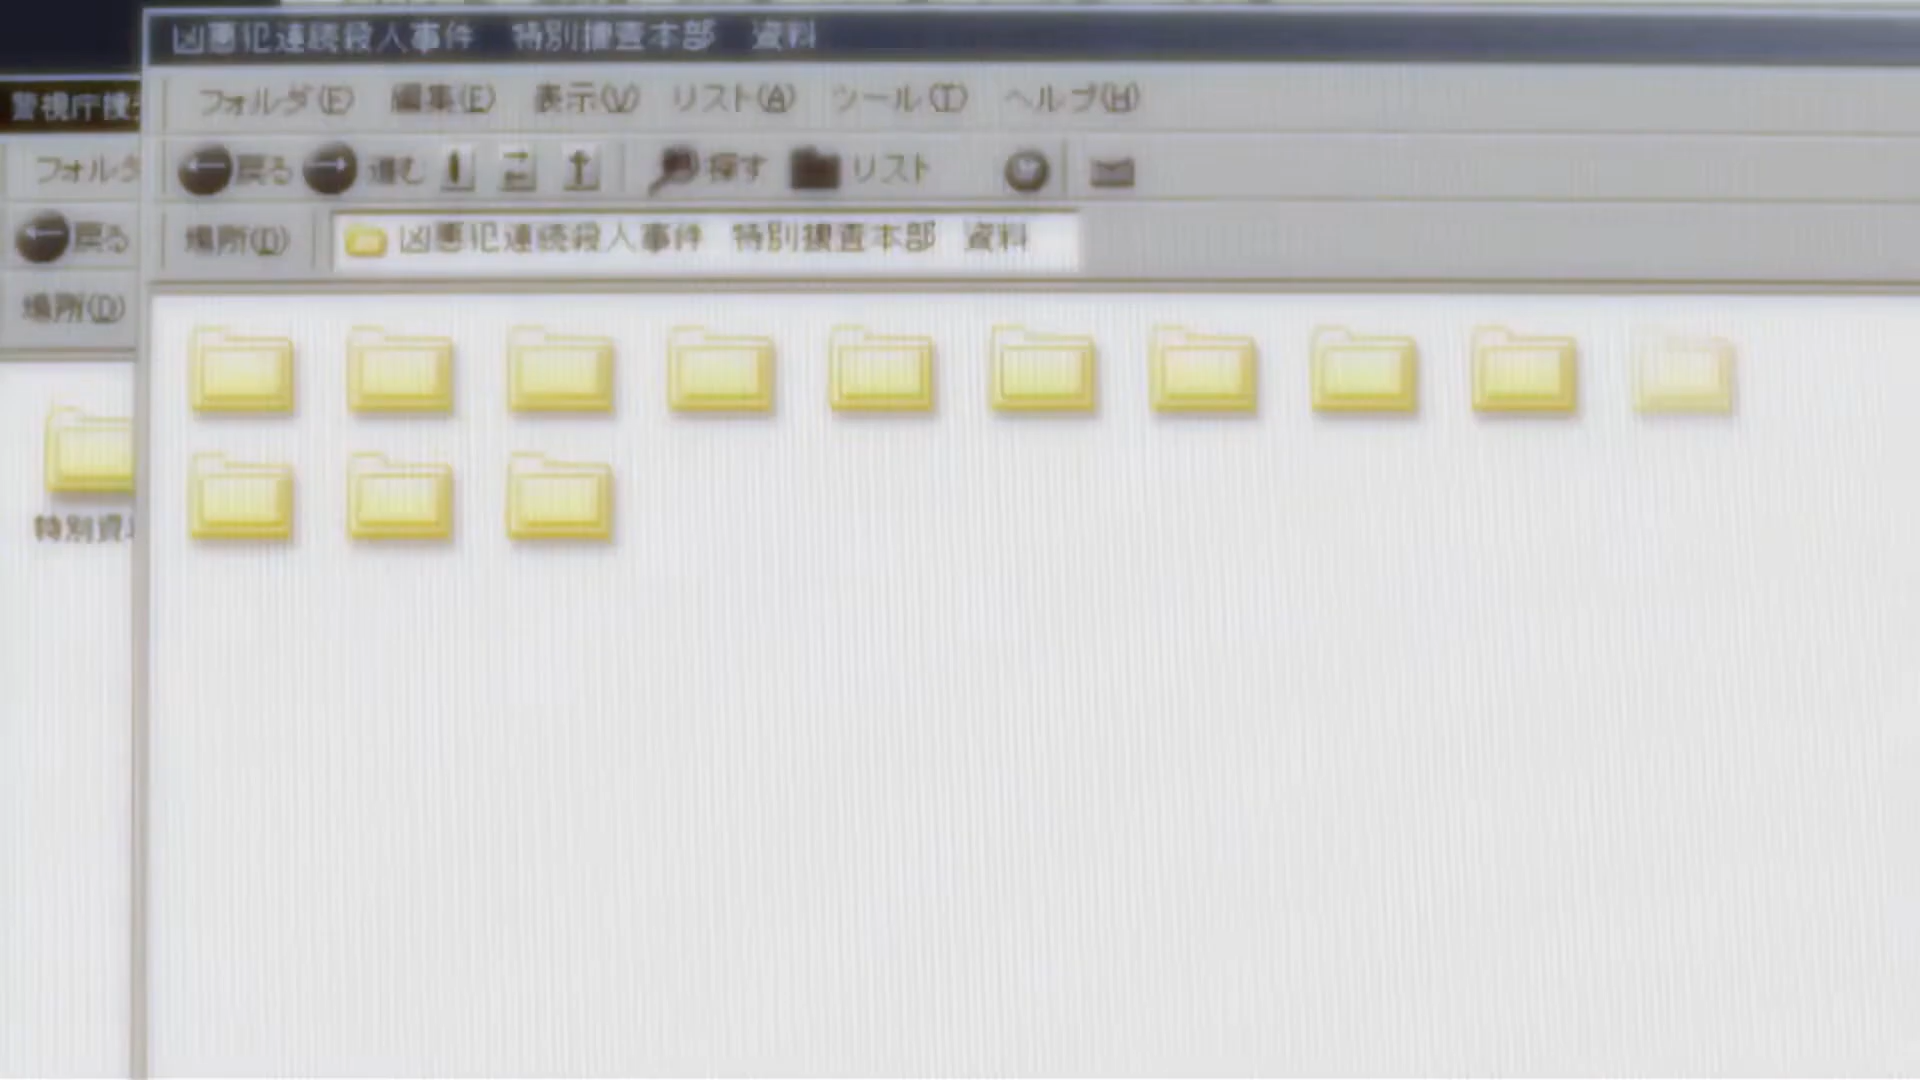 凶悪犯連続殺人事件 特別捜査本部 資料
フォルダ(E) 編集(E) 表示(V) リスト(A) ツール(T) ヘルプ(H)
戻る 進む 探す リスト
場所(D) 凶悪犯連続殺人事件 特別捜査本部 資料
警視庁捜
フォルダ
戻る
場所(D)
特別資